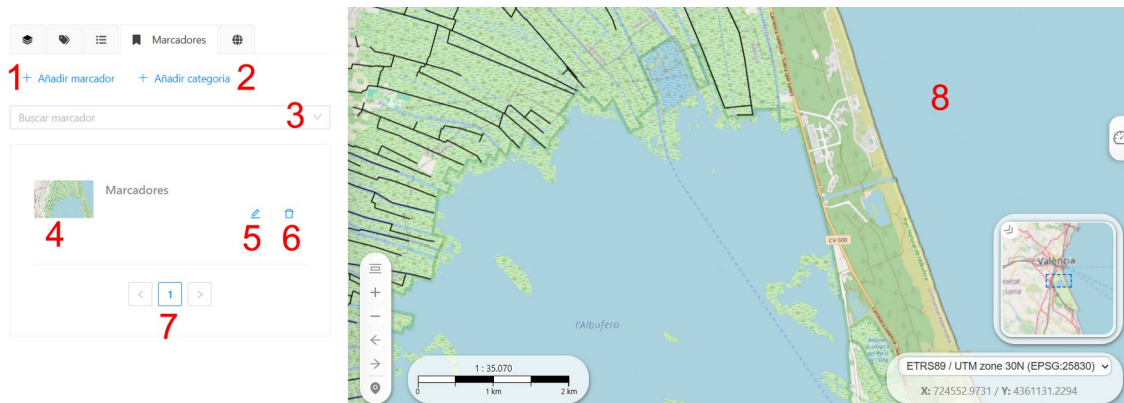 Marcadores
1 + Añadir marcador + Añadir categoria 2
Buscar marcador 3
Marcadores
4 5 6
< 1 >
7
8
CV-500
València
l'Albufera
1 : 35.070
0 1 km 2 km
ETRS89 / UTM zone 30N (EPSG:25830)
X: 724552.9731 / Y: 4361131.2294